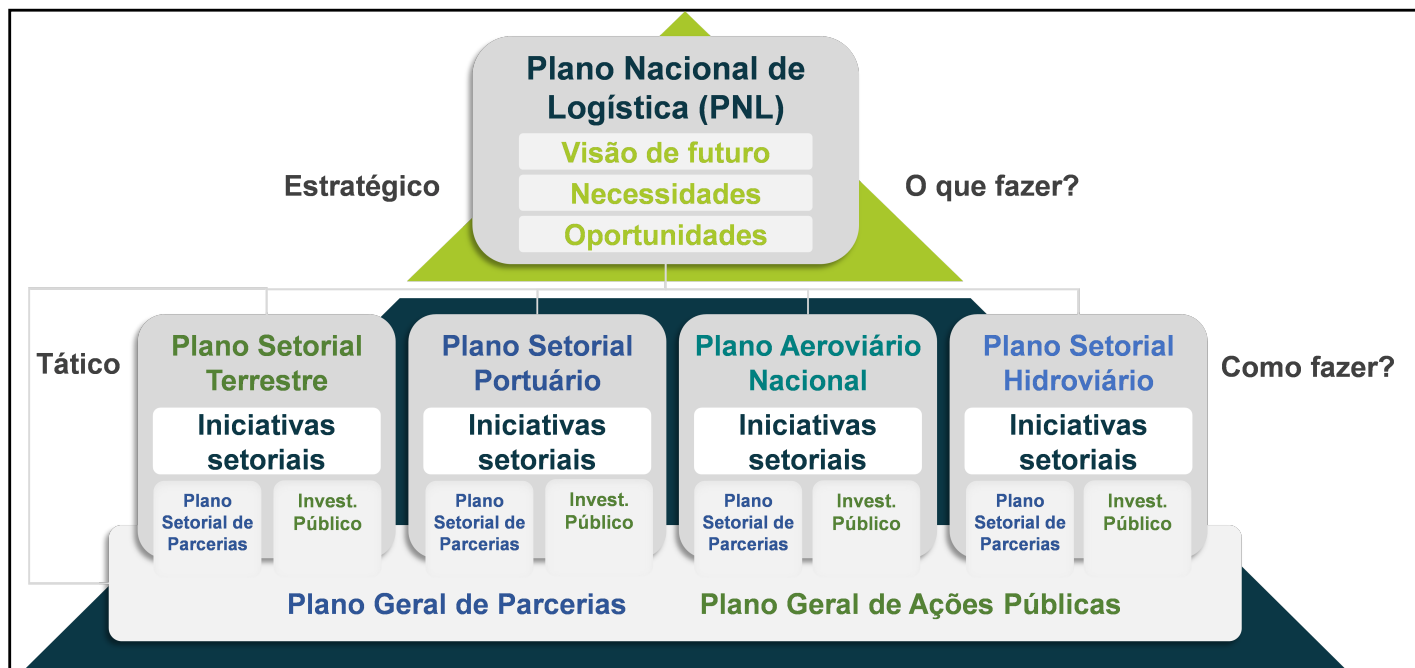 Plano Nacional de
Logística (PNL)
Visão de futuro
Necessidades
Oportunidades
Estratégico
O que fazer?
Tático
Plano Setorial
Terrestre
Iniciativas
setoriais
Plano
Setorial de
Parcerias
Invest.
Público
Plano Setorial
Portuário
Iniciativas
setoriais
Plano
Setorial de
Parcerias
Invest.
Público
Plano Aeroviário
Nacional
Iniciativas
setoriais
Plano
Setorial de
Parcerias
Invest.
Público
Plano Setorial
Hidroviário
Iniciativas
setoriais
Plano
Setorial de
Parcerias
Invest.
Público
Como fazer?
Plano Geral de Parcerias
Plano Geral de Ações Públicas